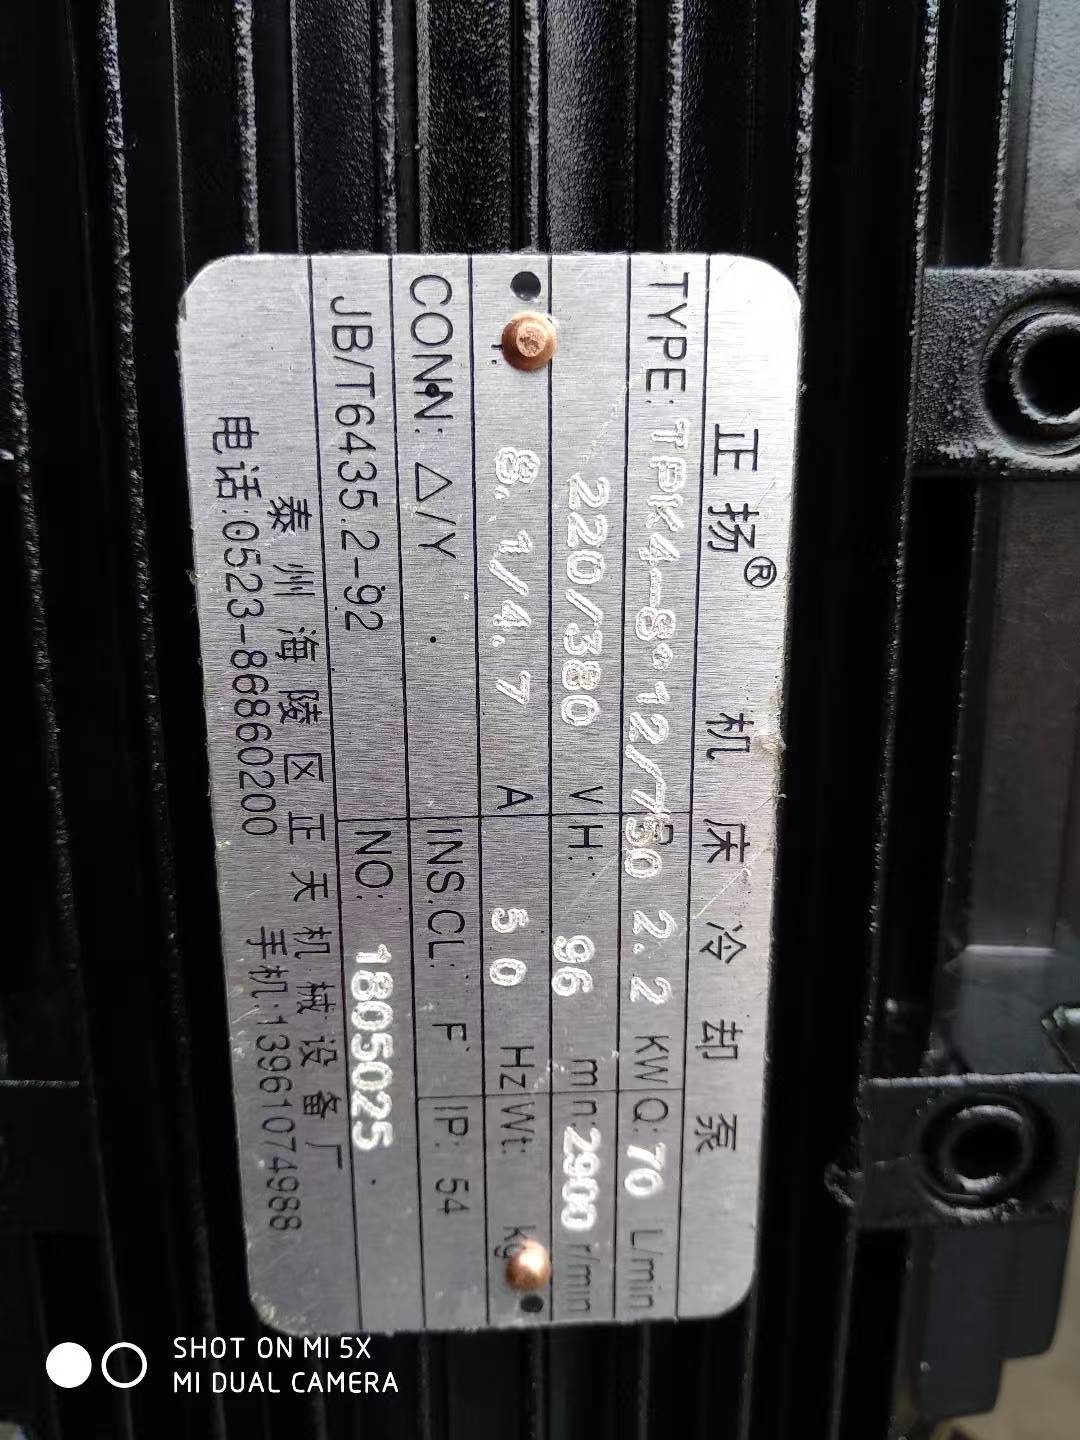 正扬® 机床冷却泵
TYPE: TPK4-8·12/750 2.2 KW Q: 70 L/min
220/380 V H: 96 m n: 2900 r/min
8.1/4.7 A 50 Hz Wt: kg
CONN: △/Y INS.CL: F IP: 54
JB/T6435.2-92 NO: 1805025
泰州海陵区正天机械设备厂
电话:0523-86860200 手机:13961074988
SHOT ON MI 5X
MI DUAL CAMERA